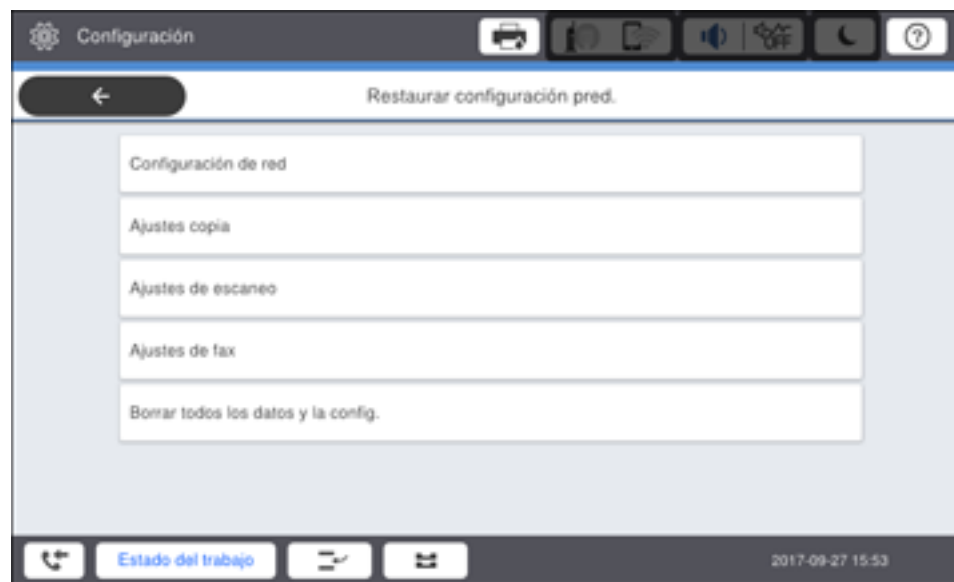 Configuración
OFF
Restaurar configuración pred.
Configuración de red
Ajustes copia
Ajustes de escaneo
Ajustes de fax
Borrar todos los datos y la config.
Estado del trabajo
2017-09-27 15:53